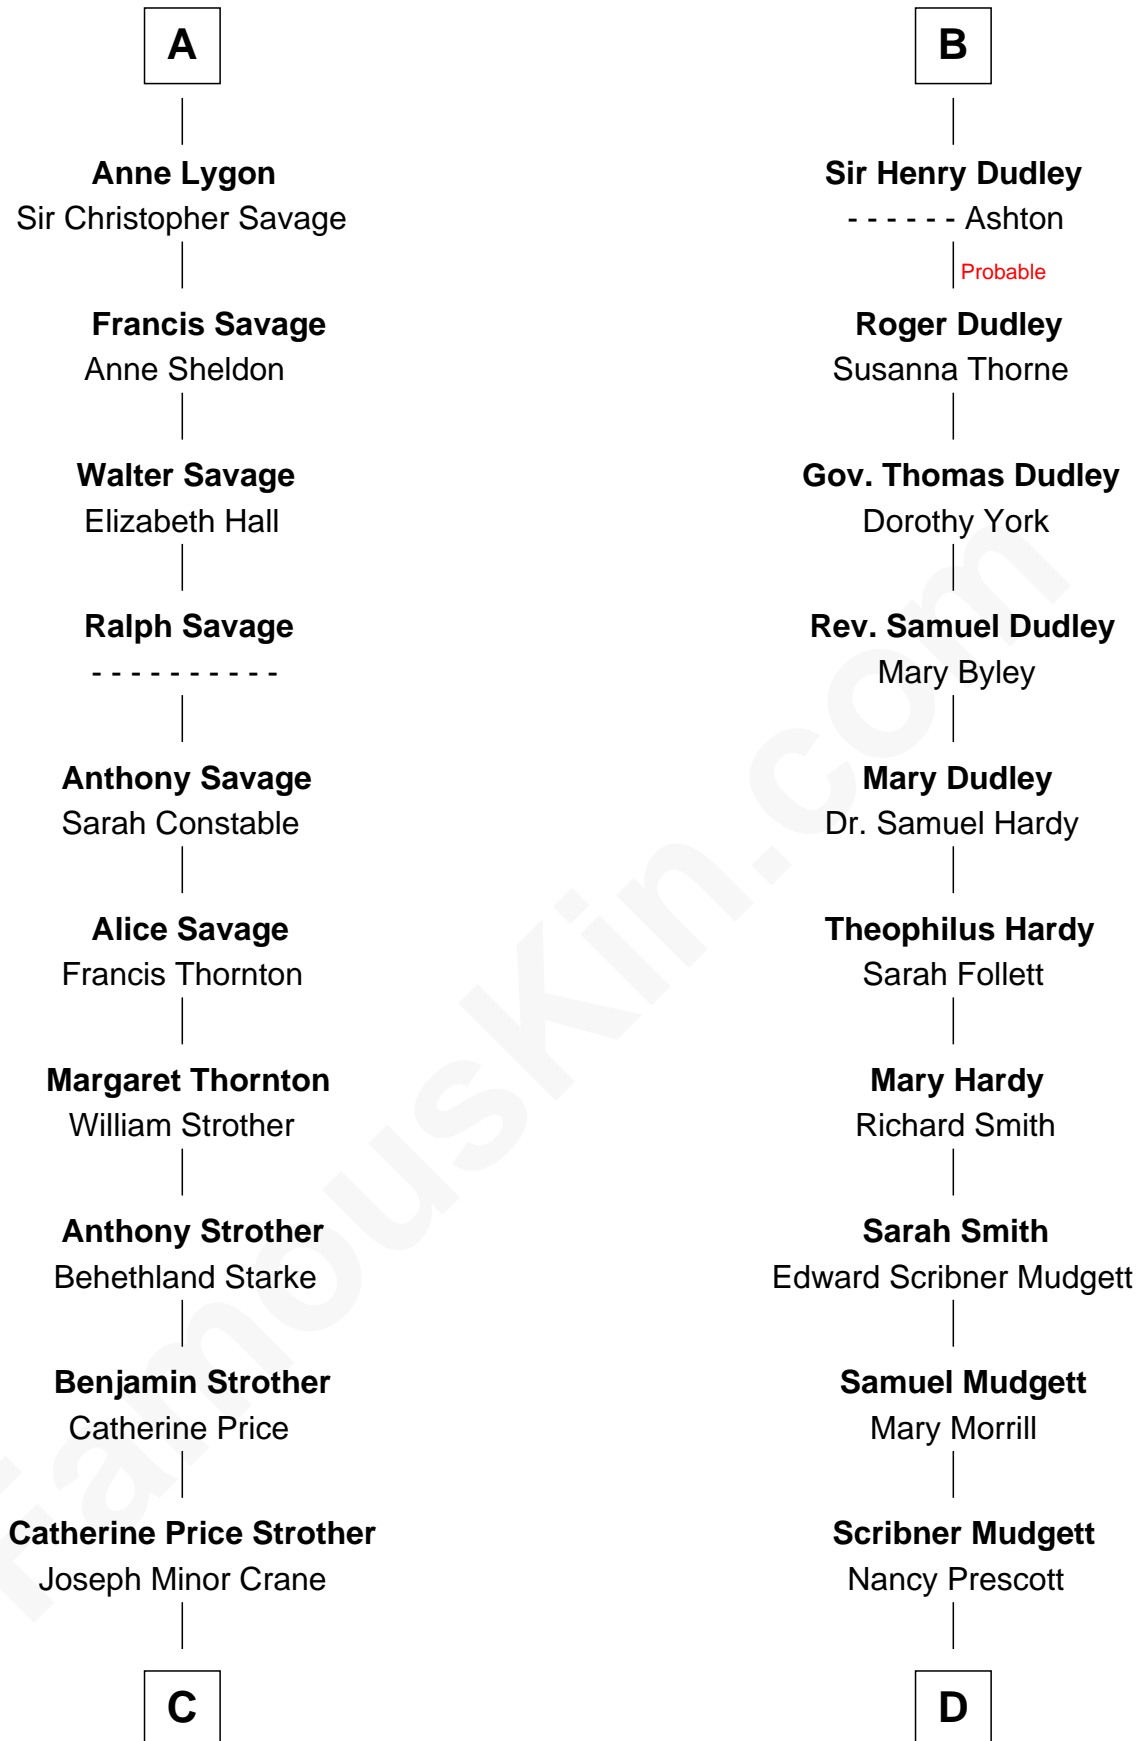 A
Anne Lygon
Sir Christopher Savage
Francis Savage
Anne Sheldon
Walter Savage
Elizabeth Hall
Ralph Savage
- - - - - - - - - -
Anthony Savage
Sarah Constable
Alice Savage
Francis Thornton
Margaret Thornton
William Strother
Anthony Strother
Behethland Starke
Benjamin Strother
Catherine Price
Catherine Price Strother
Joseph Minor Crane
C
B
Sir Henry Dudley
- - - - - - Ashton
Probable
Roger Dudley
Susanna Thorne
Gov. Thomas Dudley
Dorothy York
Rev. Samuel Dudley
Mary Byley
Mary Dudley
Dr. Samuel Hardy
Theophilus Hardy
Sarah Follett
Mary Hardy
Richard Smith
Sarah Smith
Edward Scribner Mudgett
Samuel Mudgett
Mary Morrill
Scribner Mudgett
Nancy Prescott
D
FamousKin.com